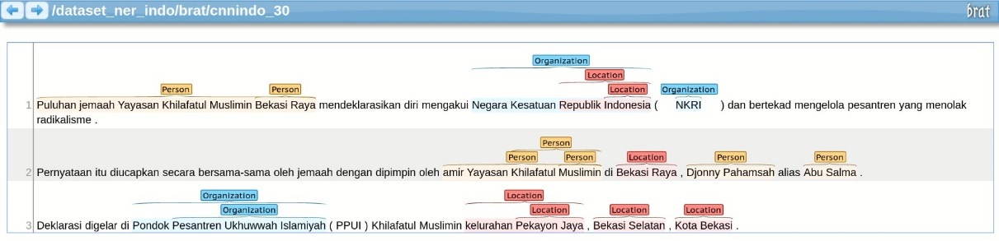 /dataset_ner_indo/brat/cnnindo_30 brat
Organization
Location
Person Person Location Organization
1 Puluhan jemaah Yayasan Khilafatul Muslimin Bekasi Raya mendeklarasikan diri mengakui Negara Kesatuan Republik Indonesia ( NKRI ) dan bertekad mengelola pesantren yang menolak
radikalisme .
Person
Person Person Location Person Person
2 Pernyataan itu diucapkan secara bersama-sama oleh jemaah dengan dipimpin oleh amir Yayasan Khilafatul Muslimin di Bekasi Raya , Djonny Pahamsah alias Abu Salma .
Organization Location
Organization Location Location Location
3 Deklarasi digelar di Pondok Pesantren Ukhuwwah Islamiyah ( PPUI ) Khilafatul Muslimin kelurahan Pekayon Jaya , Bekasi Selatan , Kota Bekasi .